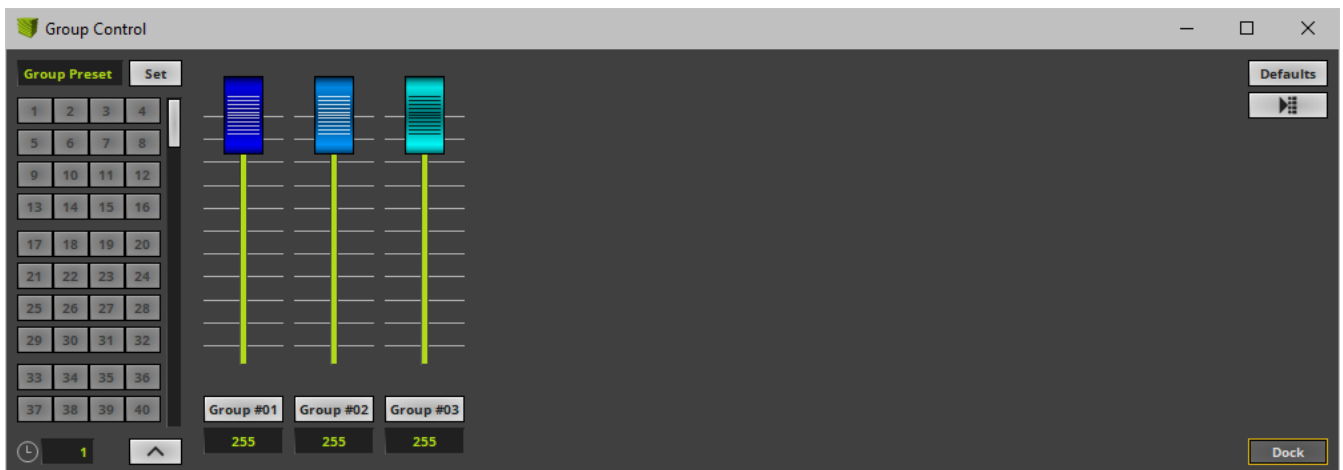 Group Control
Group Preset Set Defaults
1 2 3 4
5 6 7 8
9 10 11 12
13 14 15 16
17 18 19 20
21 22 23 24
25 26 27 28
29 30 31 32
33 34 35 36
37 38 39 40
Group #01 Group #02 Group #03
255 255 255
1
Dock